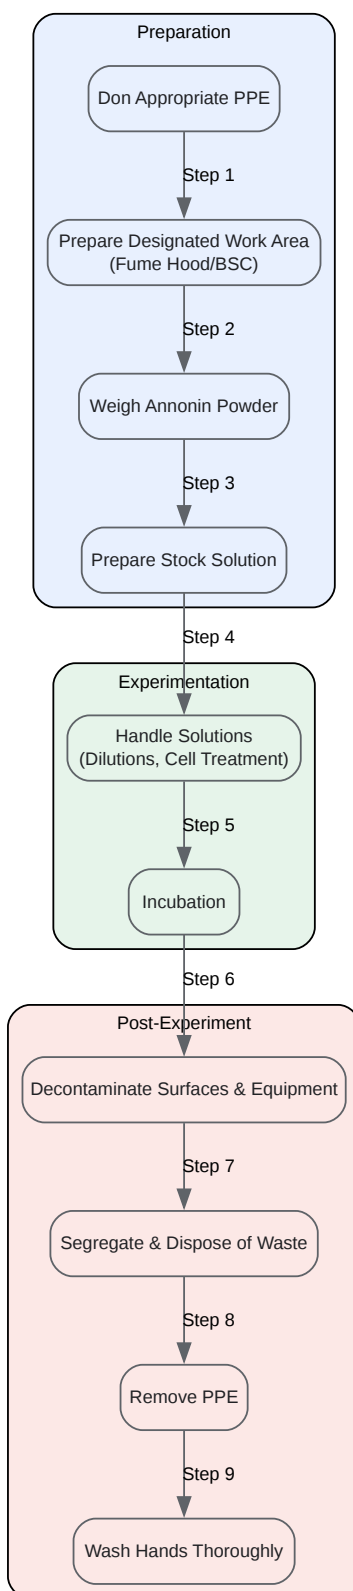 Preparation
Don Appropriate PPE
Step 1
Prepare Designated Work Area
(Fume Hood/BSC)
Step 2
Weigh Annonin Powder
Step 3
Prepare Stock Solution
Step 4
Experimentation
Handle Solutions
(Dilutions, Cell Treatment)
Step 5
Incubation
Step 6
Post-Experiment
Decontaminate Surfaces & Equipment
Step 7
Segregate & Dispose of Waste
Step 8
Remove PPE
Step 9
Wash Hands Thoroughly